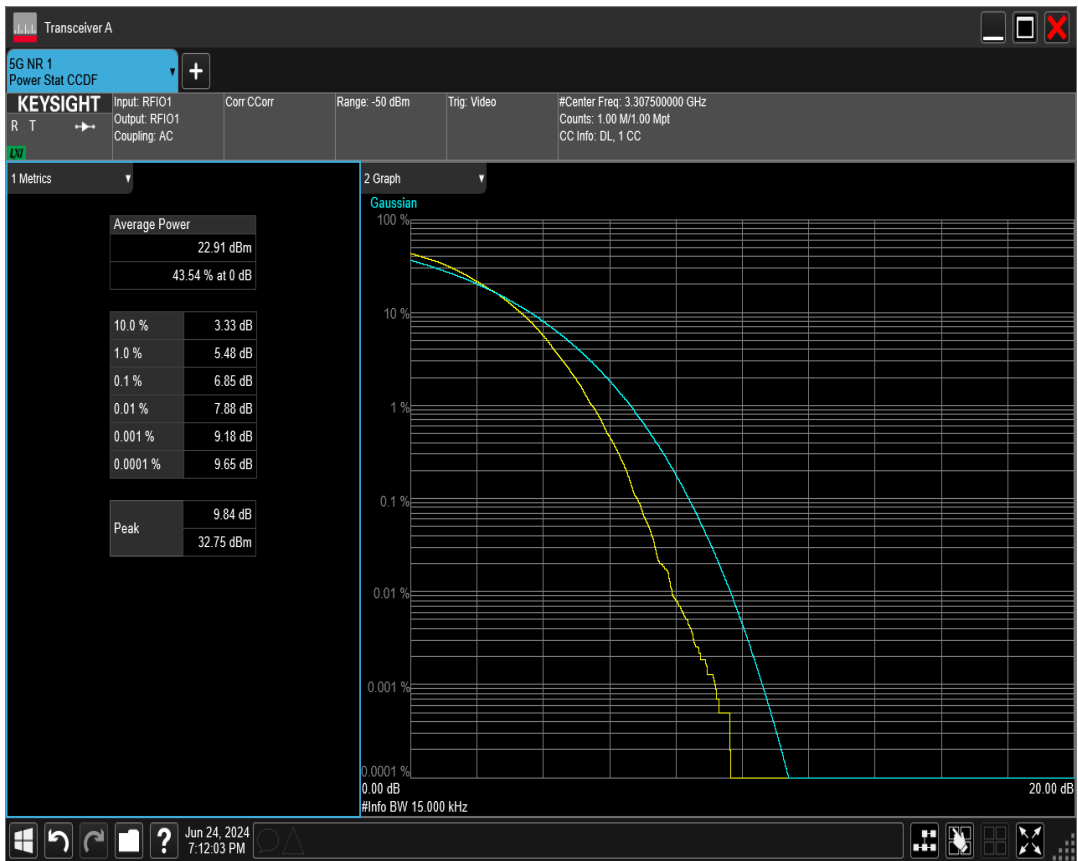 Transceiver A
5G NR 1
Power Stat CCDF
+
KEYSIGHT
R T
LXI
Input: RFIO1
Output: RFIO1
Coupling: AC
Corr CCorr
Range: -50 dBm
Trig: Video
#Center Freq: 3.307500000 GHz
Counts: 1.00 M/1.00 Mpt
CC Info: DL, 1 CC
1 Metrics
Average Power
22.91 dBm
43.54 % at 0 dB
10.0 % 3.33 dB
1.0 % 5.48 dB
0.1 % 6.85 dB
0.01 % 7.88 dB
0.001 % 9.18 dB
0.0001 % 9.65 dB
Peak 9.84 dB
32.75 dBm
2 Graph
Gaussian
100 %
10 %
1 %
0.1 %
0.01 %
0.001 %
0.0001 %
0.00 dB 20.00 dB
#Info BW 15.000 kHz
?
Jun 24, 2024
7:12:03 PM